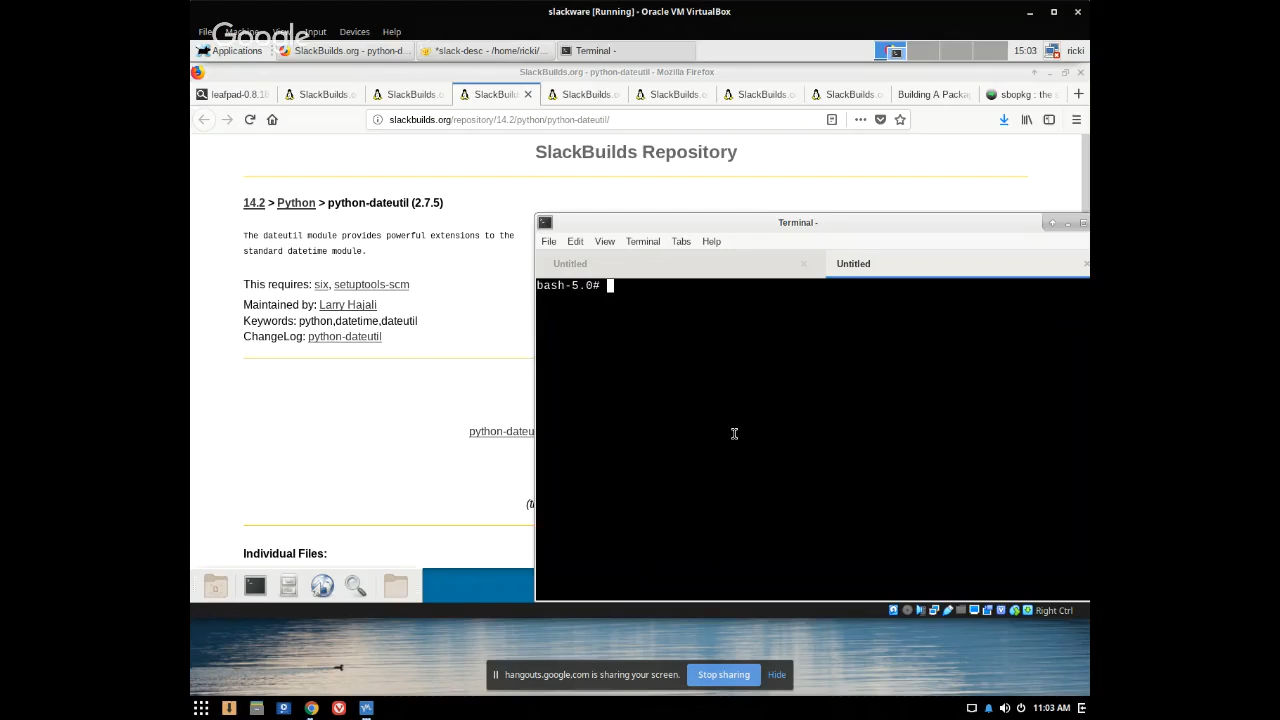 slackware [Running] - Oracle VM VirtualBox
File Machine View Input Devices Help
Google
Applications SlackBuilds.org - python-d... *slack-desc - /home/ricki/... Terminal - 15:03 ricki
SlackBuilds.org - python-dateutil - Mozilla Firefox
leafpad-0.8.18 SlackBuilds.o SlackBuilds. SlackBuild SlackBuilds.o SlackBuilds.o SlackBuilds.o SlackBuilds.o Building A Packa sbopkg : the s
slackbuilds.org/repository/14.2/python/python-dateutil/
SlackBuilds Repository
14.2 > Python > python-dateutil (2.7.5)
The dateutil module provides powerful extensions to the
standard datetime module.
This requires: six, setuptools-scm
Maintained by: Larry Hajali
Keywords: python,datetime,dateutil
ChangeLog: python-dateutil
python-dateu
Individual Files:
Terminal -
File Edit View Terminal Tabs Help
Untitled Untitled
bash-5.0#
Right Ctrl
hangouts.google.com is sharing your screen. Stop sharing Hide
11:03 AM